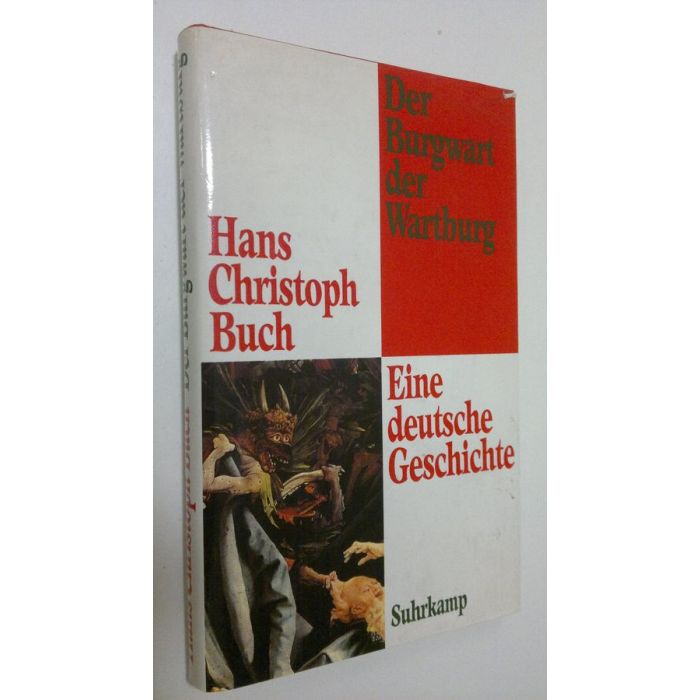 Hans
Christoph
Buch
Der
Burgwart
der
Wartburg
Eine
deutsche
Geschichte
Suhrkamp